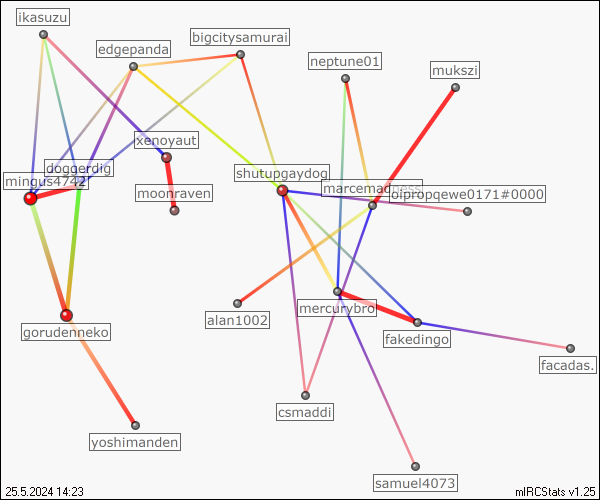 ikasuzu
bigcitysamurai
edgepanda
neptune01
mukszi
xenoyaut
doggerdig
shutupgaydog
mingus4742
marcemadness
moonraven
oipropqewe0171#0000
mercurybro
alan1002
gorudenneko
fakedingo
facadas.
csmaddi
yoshimanden
samuel4073
25.5.2024 14:23
mIRCStats v1.25